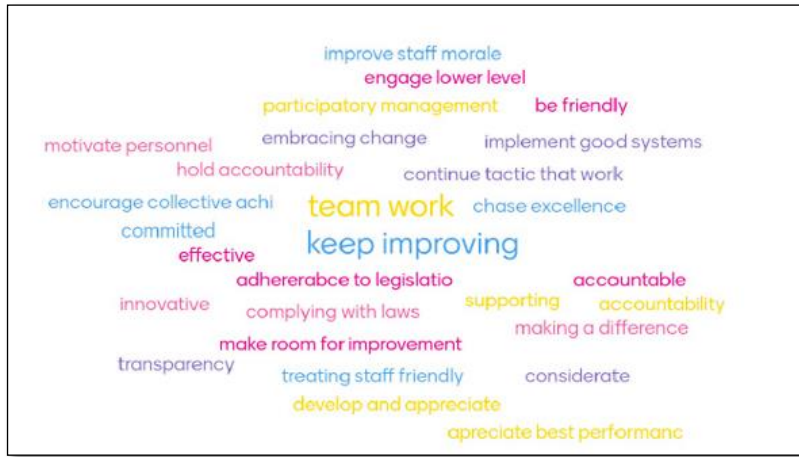 improve staff morale
engage lower level
participatory management
be friendly
embracing change
implement good systems
motivate personnel
hold accountability
continue tactic that work
encourage collective achi
team work
chase excellence
committed
keep improving
effective
adhererabce to legislatio
accountable
innovative
complying with laws
supporting
accountability
making a difference
make room for improvement
transparency
treating staff friendly
considerate
develop and appreciate
apreciate best performanc